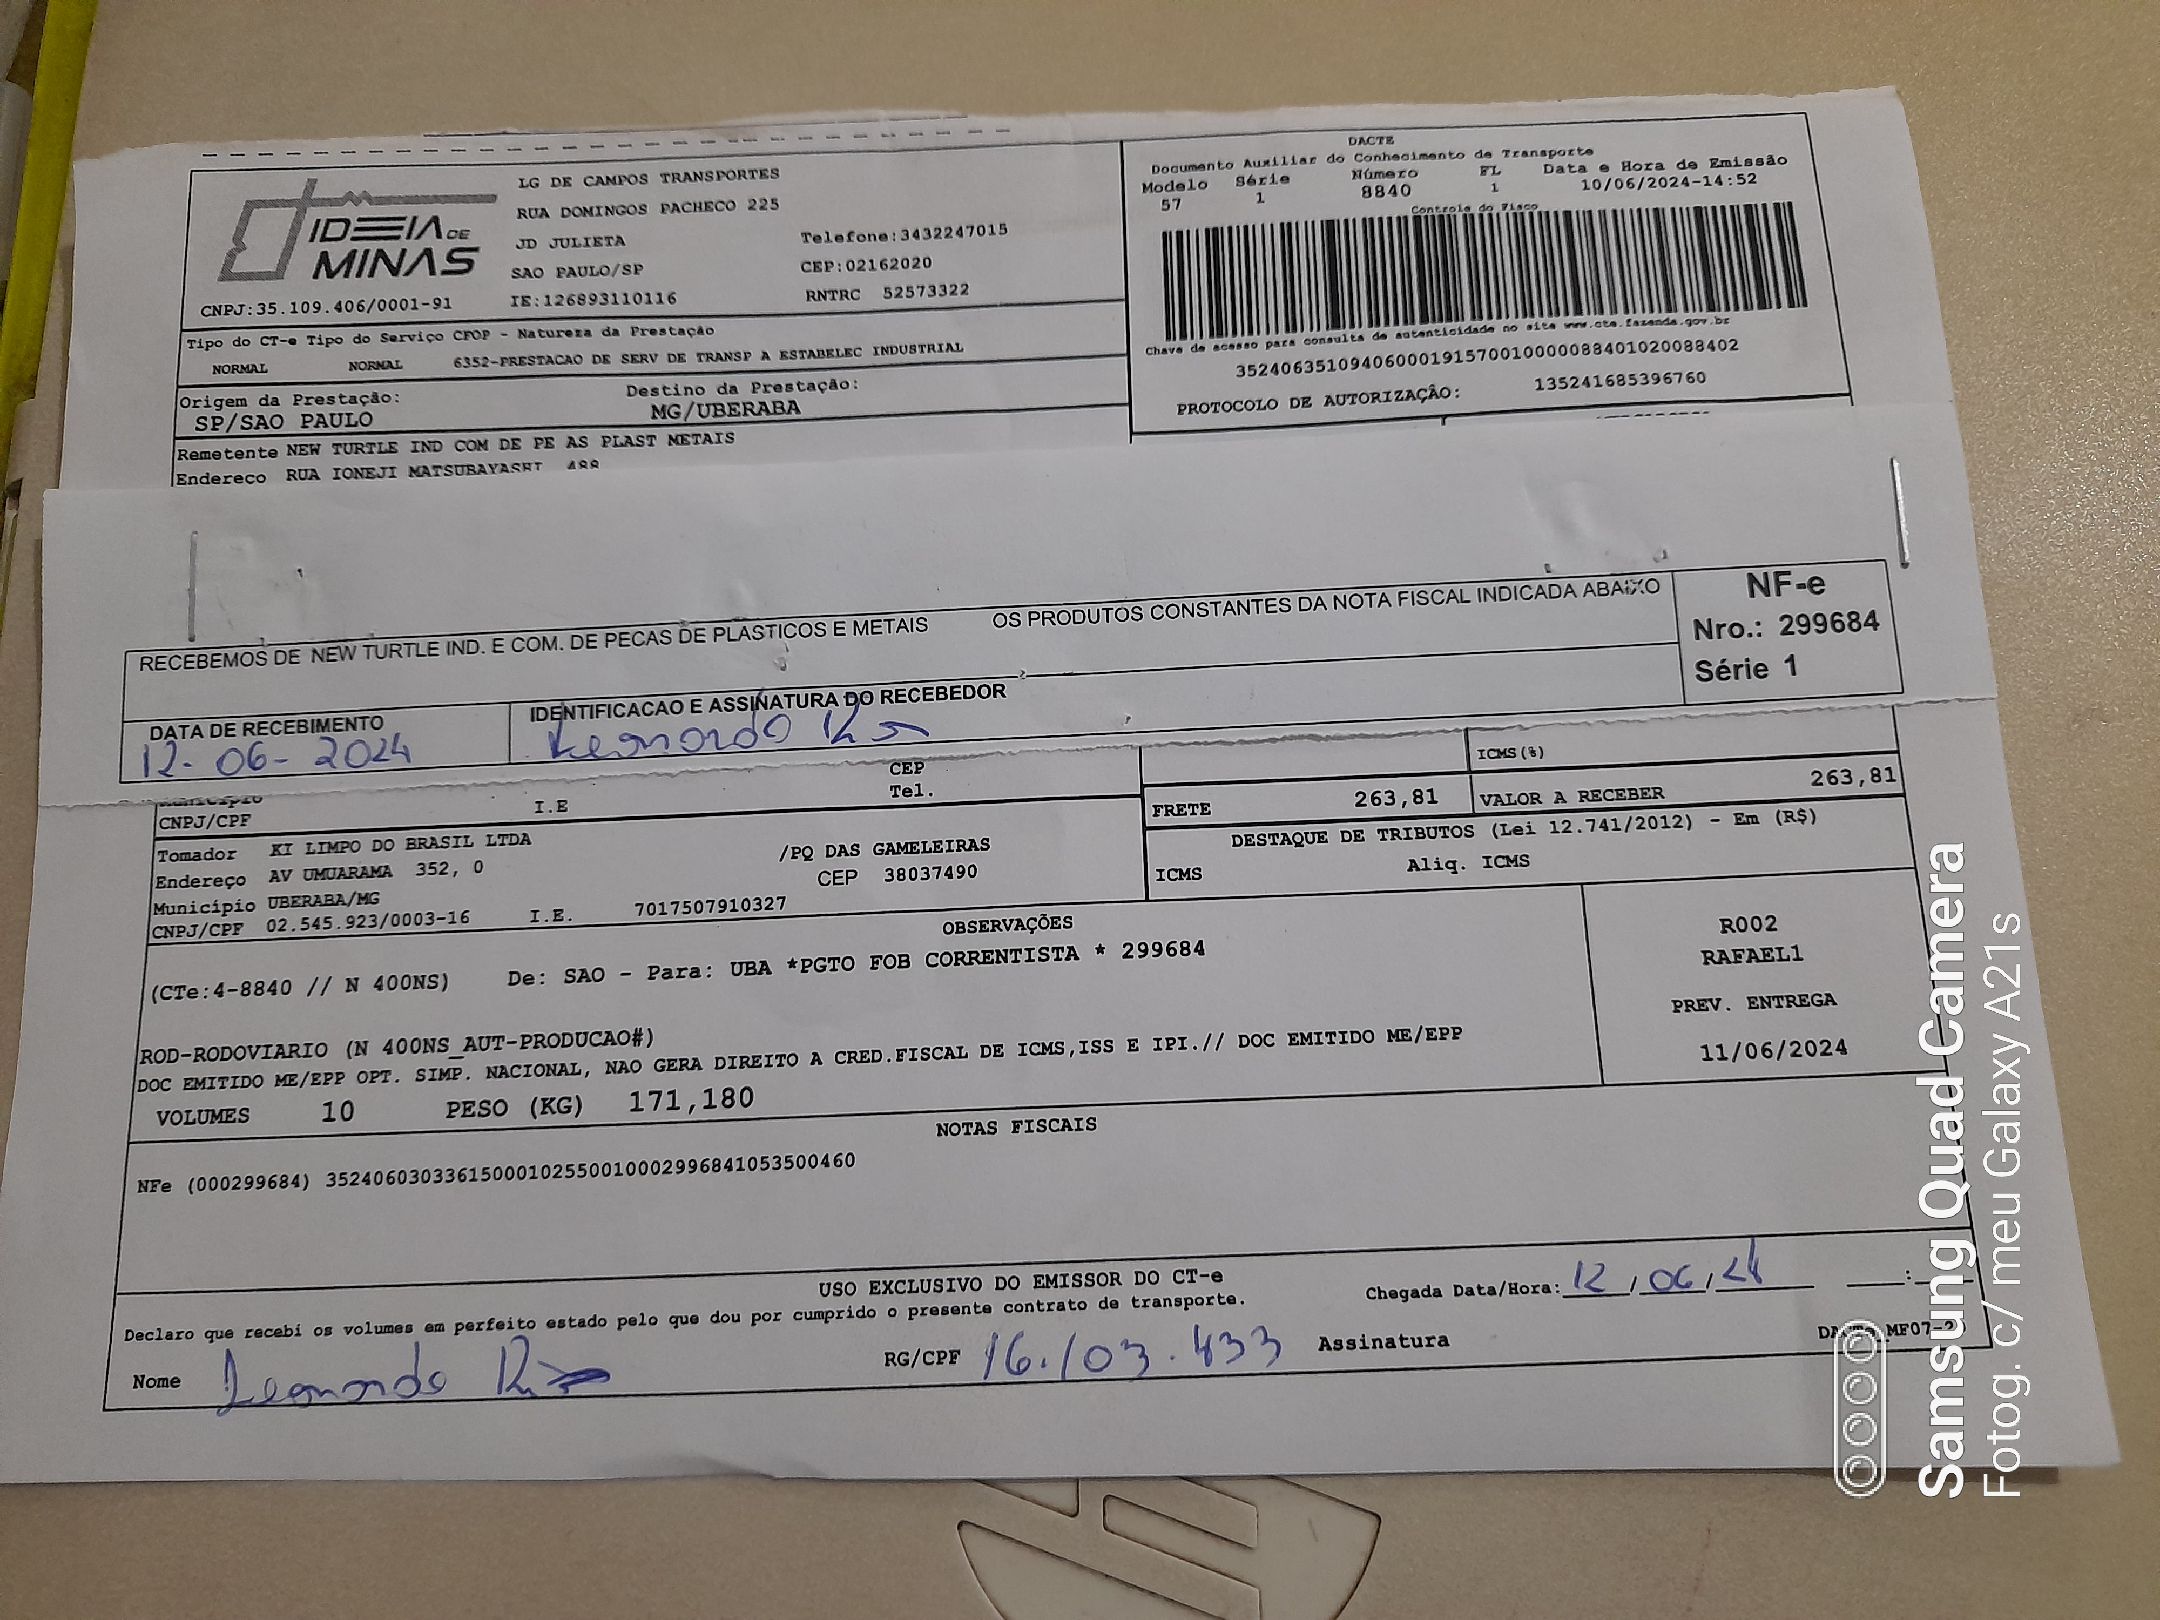 DACTE
Documento Auxiliar do Conhecimento de Transporte
Modelo Série Número FL Data e Hora de Emissão
57 1 8840 1 10/06/2024-14:52
Controle do Fisco
IDEIA DE
MINAS
CNPJ:35.109.406/0001-91
LG DE CAMPOS TRANSPORTES
RUA DOMINGOS PACHECO 225
JD JULIETA Telefone:3432247015
SAO PAULO/SP CEP:02162020
IE:126893110116 RNTRC 52573322
Chave de acesso para consulta de autenticidade no site www.cte.fazenda.gov.br
35240635109406000191570010000088401020088402
PROTOCOLO DE AUTORIZAÇÃO: 135241685396760
Tipo do CT-e Tipo do Serviço CFOP - Natureza da Prestação
NORMAL NORMAL 6352-PRESTACAO DE SERV DE TRANSP A ESTABELEC INDUSTRIAL
Origem da Prestação: Destino da Prestação:
SP/SAO PAULO MG/UBERABA
Remetente NEW TURTLE IND COM DE PE AS PLAST METAIS
Endereço RUA IONEJI MATSUBAYASHI 488
RECEBEMOS DE NEW TURTLE IND. E COM. DE PECAS DE PLASTICOS E METAIS OS PRODUTOS CONSTANTES DA NOTA FISCAL INDICADA ABAIXO
NF-e
Nro.: 299684
Série 1
DATA DE RECEBIMENTO IDENTIFICACAO E ASSINATURA DO RECEBEDOR
12-06-2024 Leonardo
Município CEP
CNPJ/CPF I.E Tel.
ICMS(%)
FRETE 263,81 VALOR A RECEBER 263,81
DESTAQUE DE TRIBUTOS (Lei 12.741/2012) - Em (R$)
ICMS Aliq. ICMS
Tomador KI LIMPO DO BRASIL LTDA
Endereço AV UMUARAMA 352, 0 /PQ DAS GAMELEIRAS
Município UBERABA/MG CEP 38037490
CNPJ/CPF 02.545.923/0003-16 I.E. 7017507910327
OBSERVAÇÕES
(CTe:4-8840 // N 400NS) De: SAO - Para: UBA *PGTO FOB CORRENTISTA * 299684
R002
RAFAEL1
PREV. ENTREGA
11/06/2024
ROD-RODOVIARIO (N 400NS_AUT-PRODUCAO#)
DOC EMITIDO ME/EPP OPT. SIMP. NACIONAL, NAO GERA DIREITO A CRED.FISCAL DE ICMS,ISS E IPI.// DOC EMITIDO ME/EPP
VOLUMES 10 PESO (KG) 171,180
NOTAS FISCAIS
NFe (000299684) 35240603033615000102550010002996841053500460
USO EXCLUSIVO DO EMISSOR DO CT-e
Chegada Data/Hora: 12/06/24 :
Declaro que recebi os volumes em perfeito estado pelo que dou por cumprido o presente contrato de transporte.
Nome Leonardo RG/CPF 16.103.433 Assinatura
MF07-2
Samsung Quad Camera
Fotog. c/ meu Galaxy A21s